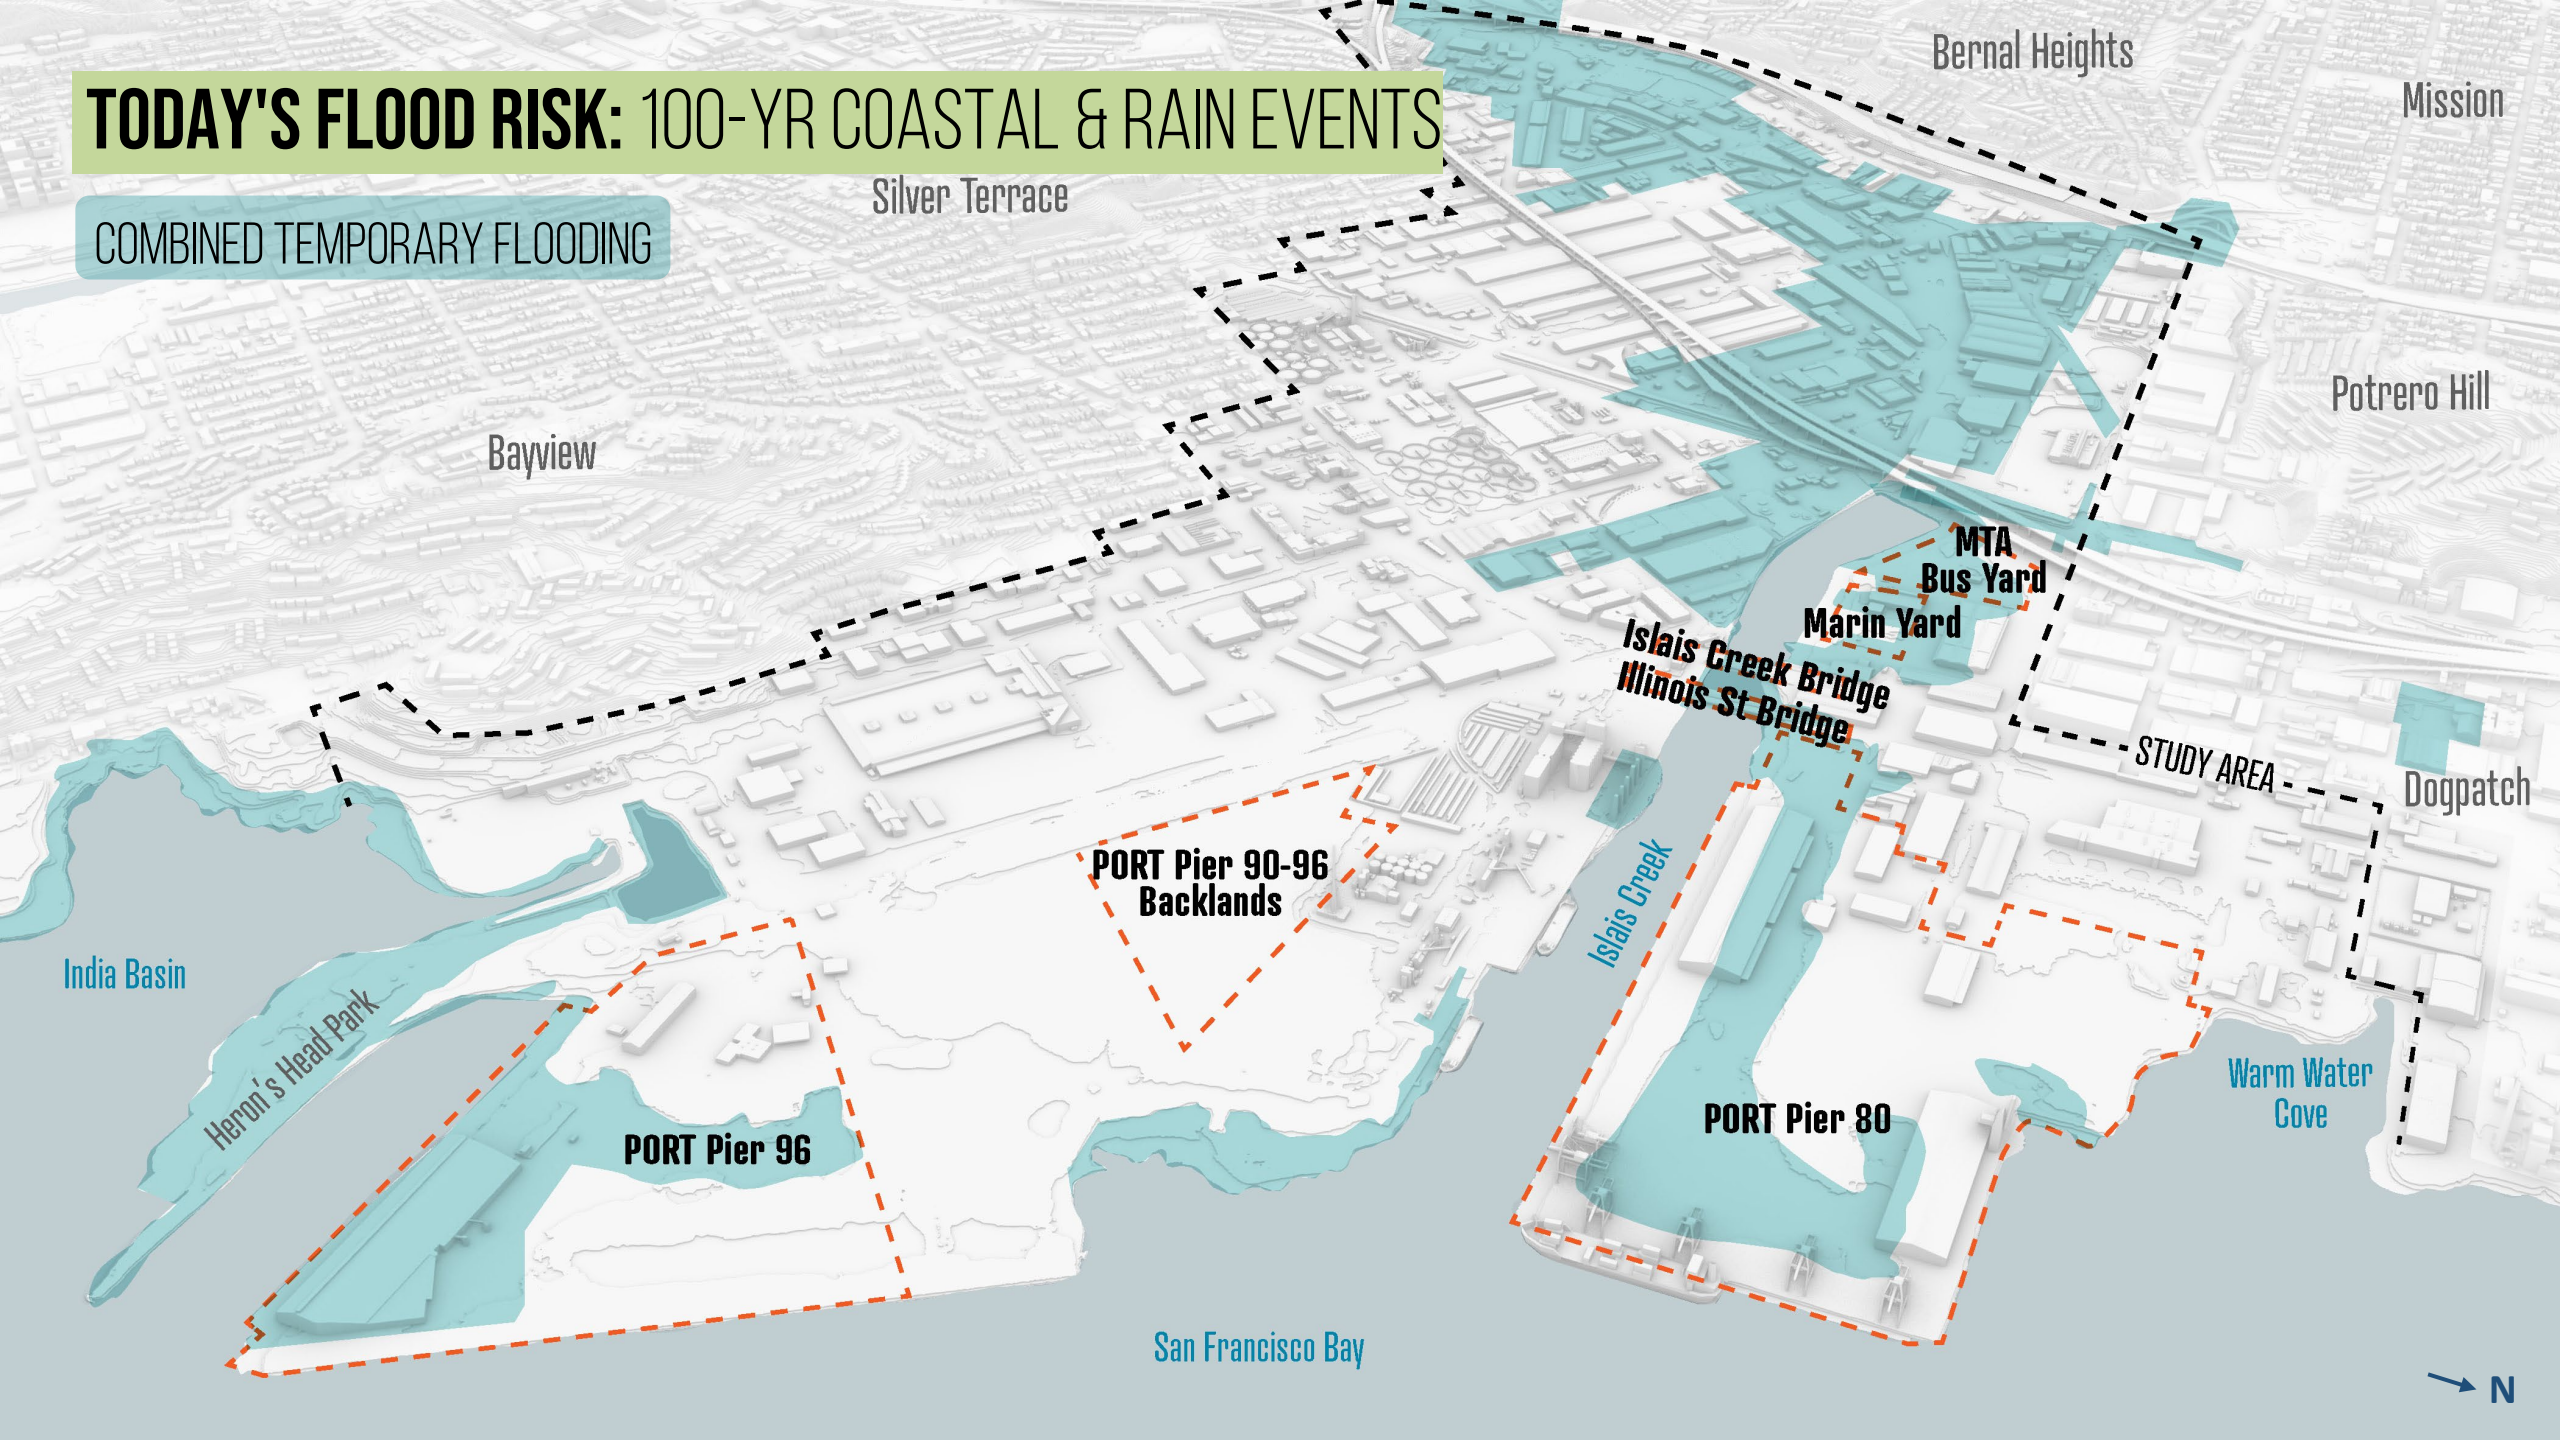 TODAY'S FLOOD RISK: 100-YR COASTAL & RAIN EVENTS
COMBINED TEMPORARY FLOODING
Bernal Heights
Mission
Silver Terrace
Potrero Hill
Bayview
MTA
Bus Yard
Marin Yard
Islais Creek Bridge
Illinois St Bridge
STUDY AREA
Dogpatch
PORT Pier 90-96
Backlands
Islais Creek
India Basin
Heron's Head Park
Warm Water
Cove
PORT Pier 80
PORT Pier 96
San Francisco Bay
N